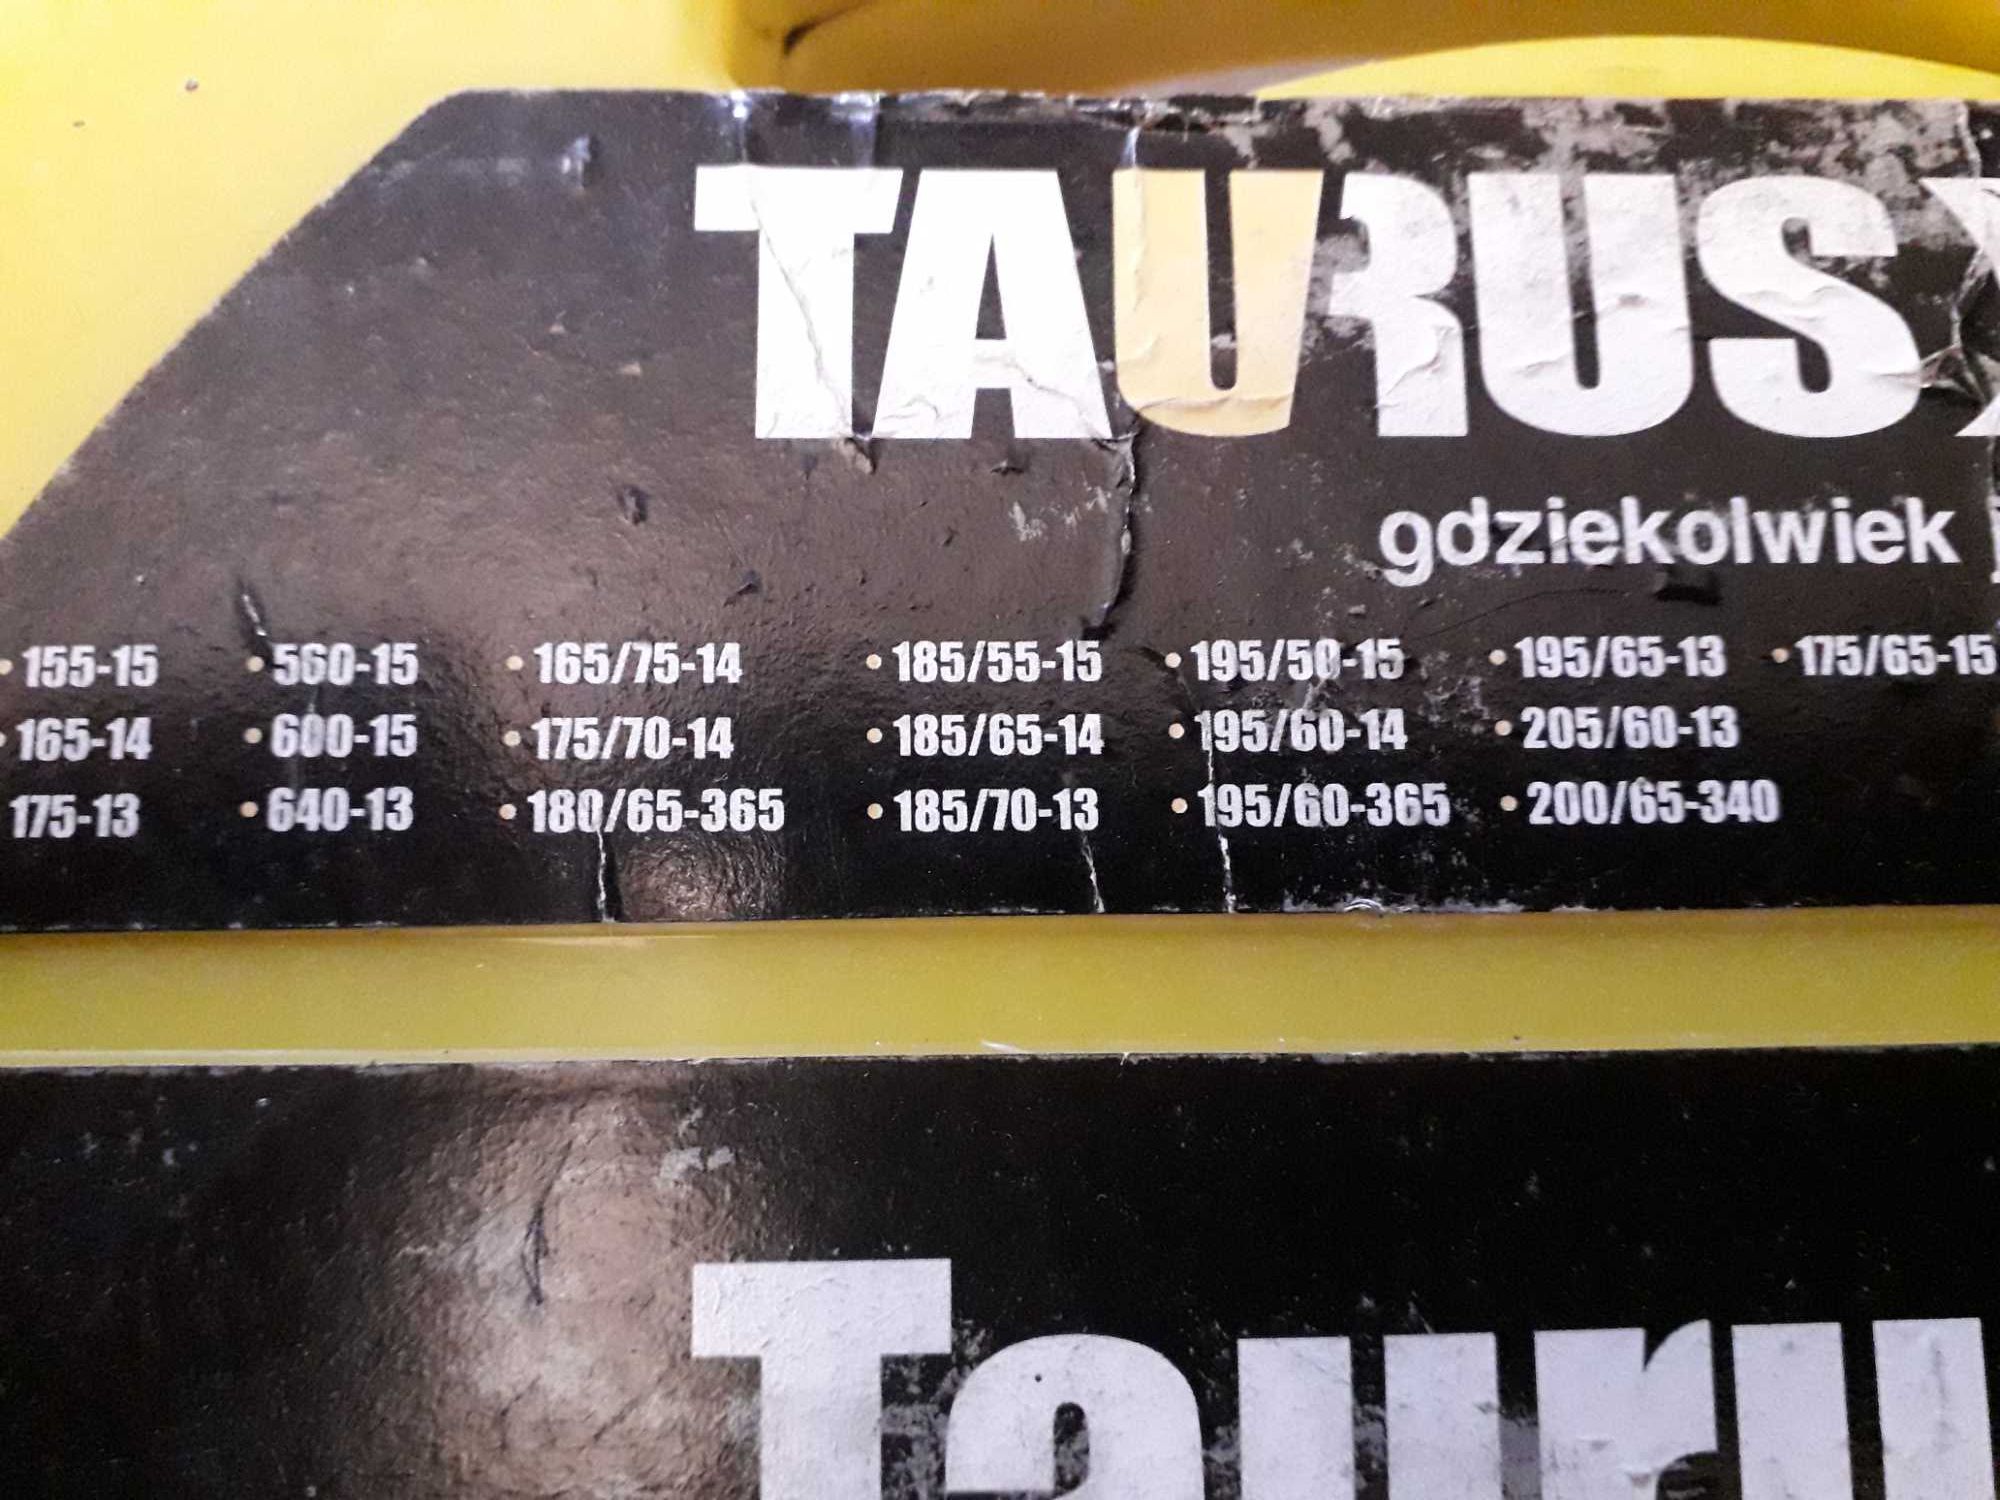 TAURUS
gdziekolwiek
• 155-15 • 560-15 • 165/75-14 • 185/55-15 • 195/50-15 • 195/65-13 • 175/65-15
• 165-14 • 600-15 • 175/70-14 • 185/65-14 • 195/60-14 • 205/60-13
175-13 • 640-13 • 180/65-365 • 185/70-13 • 195/60-365 • 200/65-340
Tauru